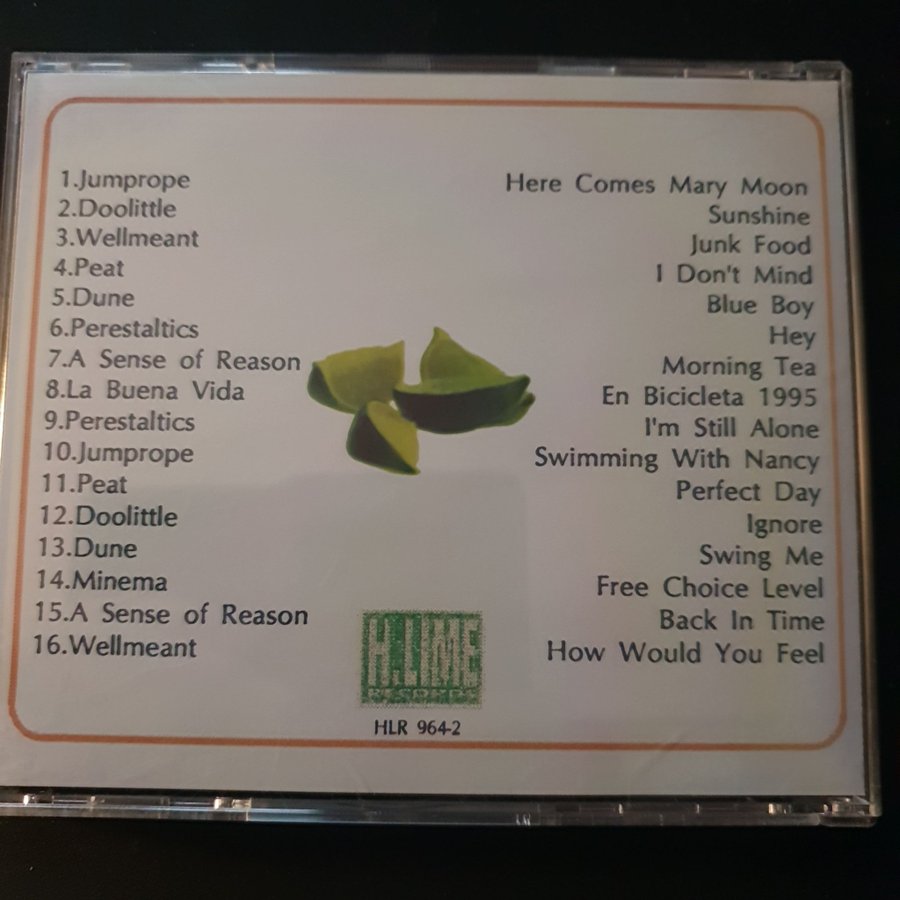 1.Jumprope Here Comes Mary Moon
2.Doolittle Sunshine
3.Wellmeant Junk Food
4.Peat I Don't Mind
5.Dune Blue Boy
6.Perestaltics Hey
7.A Sense of Reason Morning Tea
8.La Buena Vida En Bicicleta 1995
9.Perestaltics I'm Still Alone
10.Jumprope Swimming With Nancy
11.Peat Perfect Day
12.Doolittle Ignore
13.Dune Swing Me
14.Minema Free Choice Level
15.A Sense of Reason Back In Time
16.Wellmeant How Would You Feel
H.LIME
RECORDS
HLR 964-2